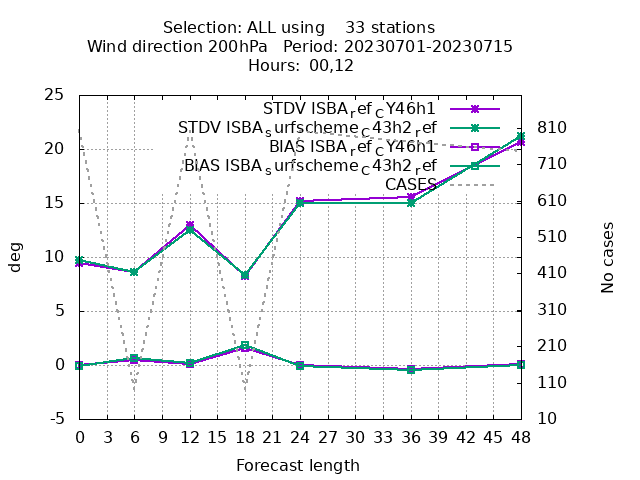 Selection: ALL using 33 stations
Wind direction 200hPa Period: 20230701-20230715
Hours: 00,12
25
20
15
10
5
0
-5
deg
STDV ISBA_ref_CY46h1
STDV ISBA_surfscheme_C43h2_ref
BIAS ISBA_ref_CY46h1
BIAS ISBA_surfscheme_C43h2_ref
CASES
810
710
610
510
410
310
210
110
10
No cases
0 3 6 9 12 15 18 21 24 27 30 33 36 39 42 45 48
Forecast length